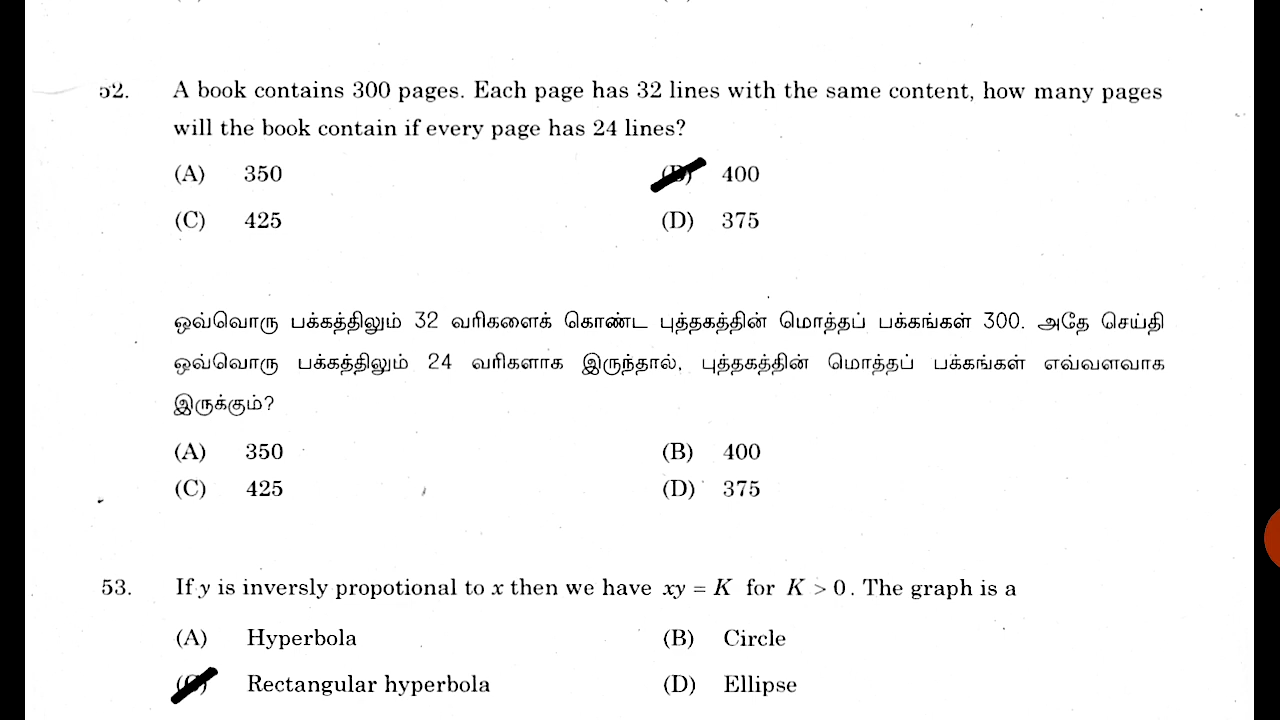 52. A book contains 300 pages. Each page has 32 lines with the same content, how many pages
will the book contain if every page has 24 lines?
(A) 350 (B) 400
(C) 425 (D) 375
ஒவ்வொரு பக்கத்திலும் 32 வரிகளைக் கொண்ட புத்தகத்தின் மொத்தப் பக்கங்கள் 300. அதே செய்தி
ஒவ்வொரு பக்கத்திலும் 24 வரிகளாக இருந்தால், புத்தகத்தின் மொத்தப் பக்கங்கள் எவ்வளவாக
இருக்கும்?
(A) 350 (B) 400
(C) 425 (D) 375
53. If y is inversly propotional to x then we have xy = K for K > 0. The graph is a
(A) Hyperbola (B) Circle
(C) Rectangular hyperbola (D) Ellipse